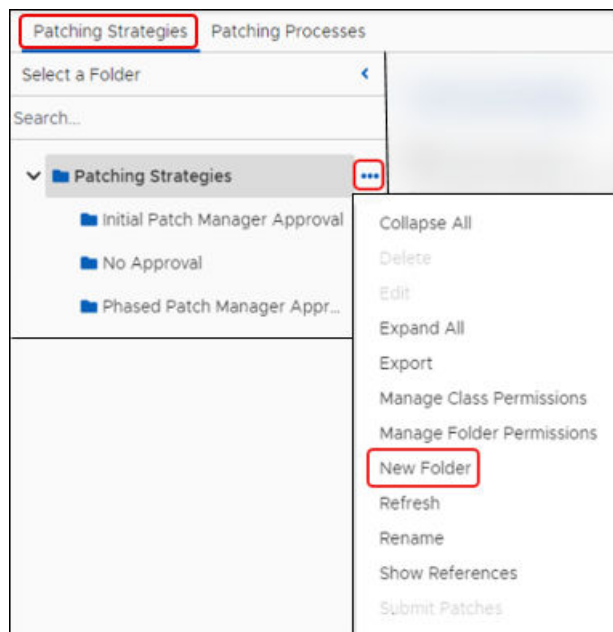 Patching Strategies Patching Processes
Select a Folder
Search...
Patching Strategies
Initial Patch Manager Approval
No Approval
Phased Patch Manager Appr...
Collapse All
Delete
Edit
Expand All
Export
Manage Class Permissions
Manage Folder Permissions
New Folder
Refresh
Rename
Show References
Submit Patches